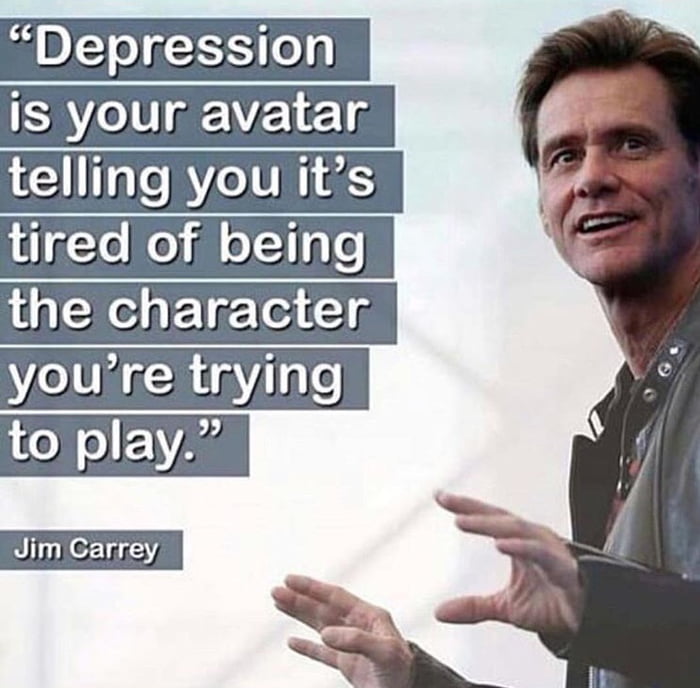 “Depression
is your avatar
telling you it’s
tired of being
the character
you’re trying
to play.”
Jim Carrey